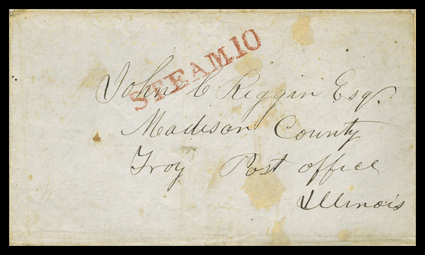 STEAM 10
John C Riggin Esq.
Madison County
Troy Post office
Illinois